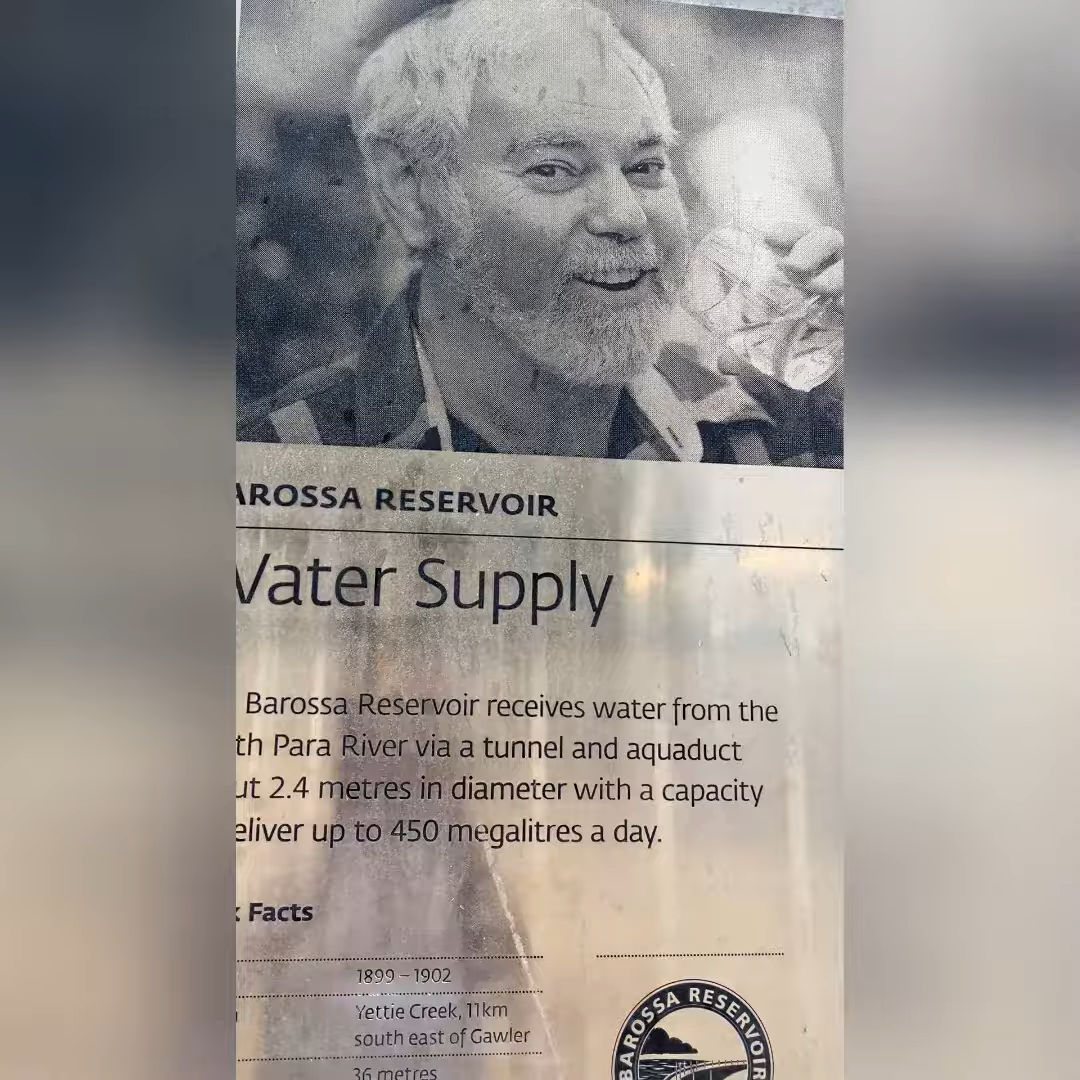 AROSSA RESERVOIR
Water Supply
Barossa Reservoir receives water from the
th Para River via a tunnel and aquaduct
ut 2.4 metres in diameter with a capacity
eliver up to 450 megalitres a day.
Facts
1899 – 1902
Yettie Creek, 11km
south east of Gawler
36 metres
BAROSSA RESERVOIR